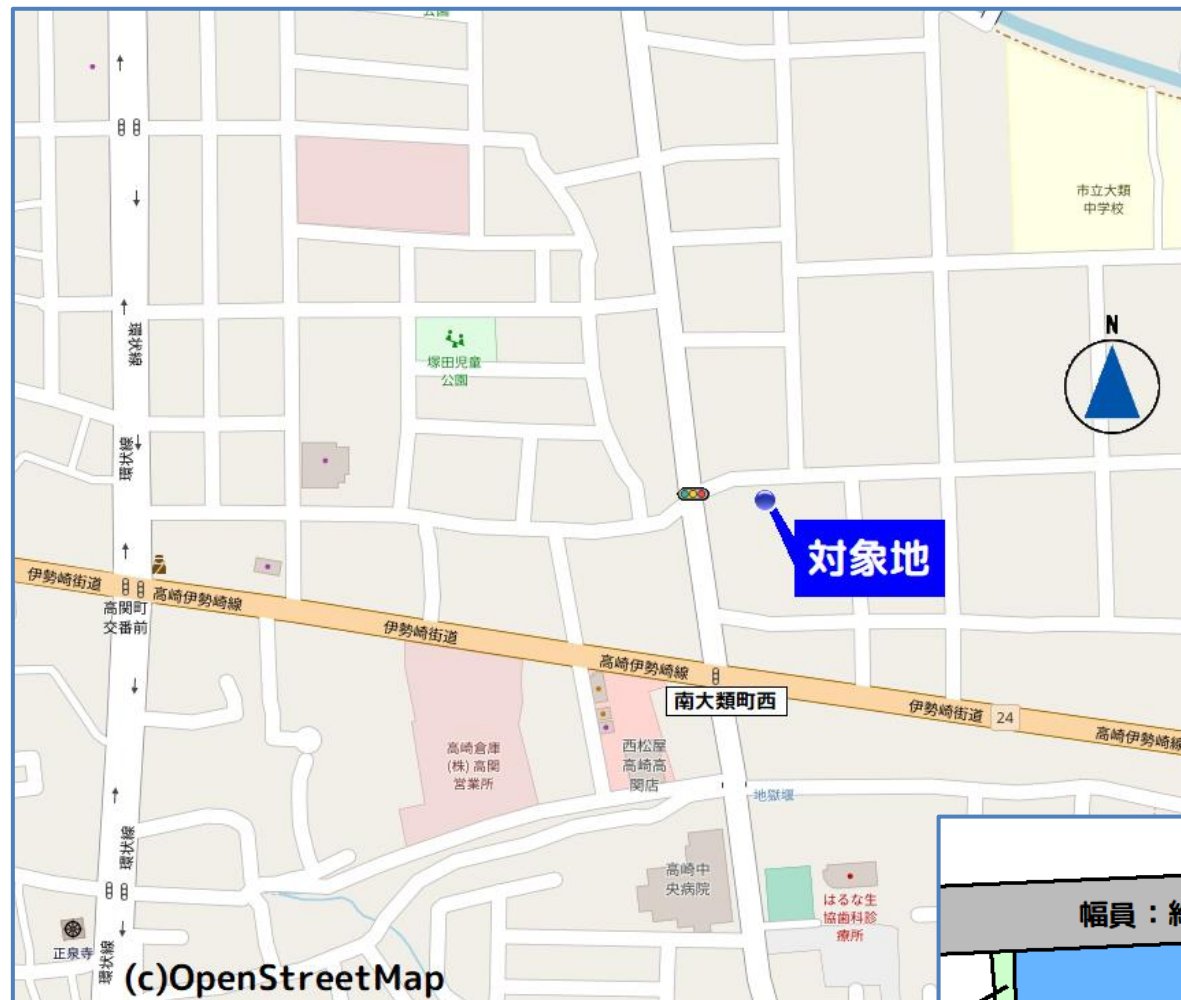 公園
市立大類
中学校
N
環状線
塚田児童
公園
環状線
対象地
伊勢崎街道
高崎伊勢崎線
高関町
交番前
伊勢崎街道
高崎伊勢崎線
南大類町西
伊勢崎街道
24
高崎伊勢崎線
高崎倉庫
(株) 高関
営業所
西松屋
高崎高
関店
地獄堰
環状線
高崎中
央病院
はるな生
協歯科診
療所
幅員：
正泉寺
環状線
(c)OpenStreetMap